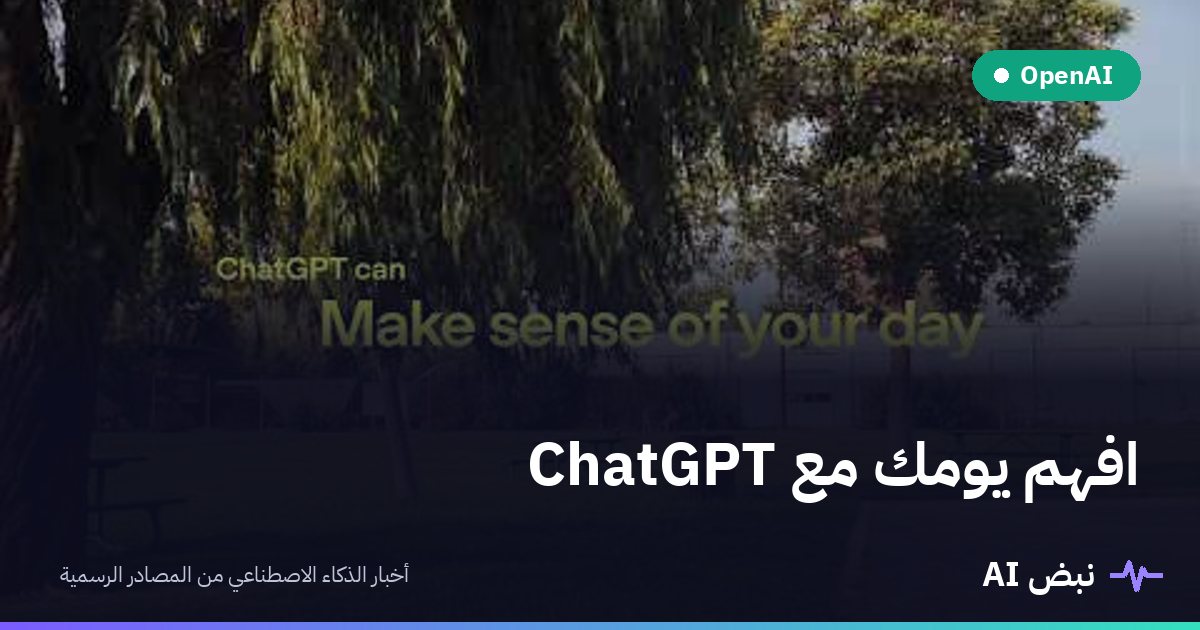 OpenAI
ChatGPT can
Make sense of your day
افهم يومك مع ChatGPT
نبض AI
أخبار الذكاء الاصطناعي من المصادر الرسمية